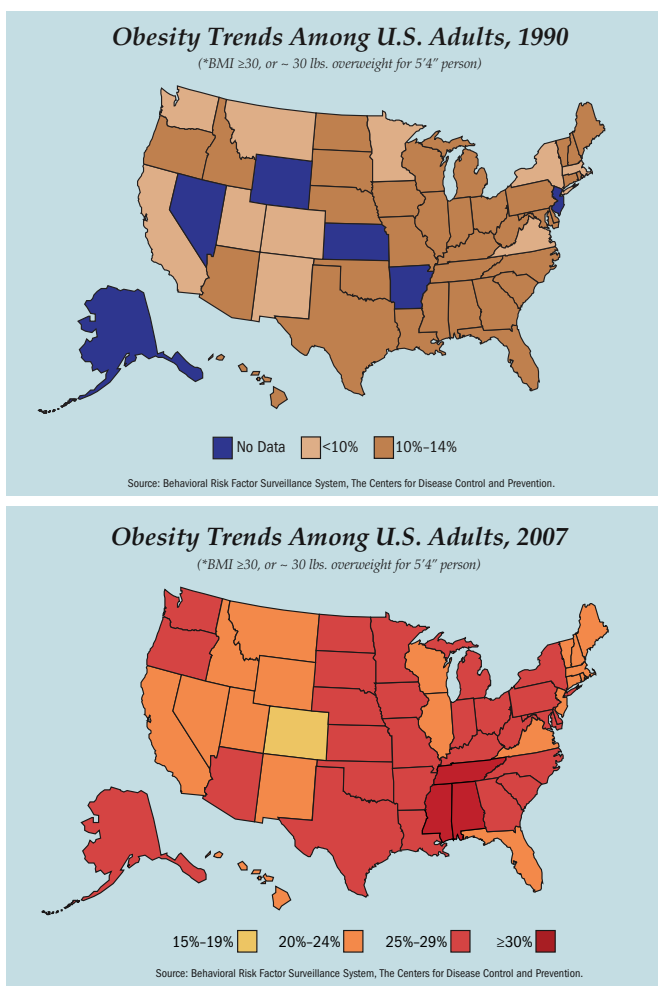 Obesity Trends Among U.S. Adults, 1990
(*BMI ≥30, or ~ 30 lbs. overweight for 5'4" person)
No Data <10% 10%–14%
Source: Behavioral Risk Factor Surveillance System, The Centers for Disease Control and Prevention.
Obesity Trends Among U.S. Adults, 2007
(*BMI ≥30, or ~ 30 lbs. overweight for 5'4" person)
15%–19% 20%–24% 25%–29% ≥30%
Source: Behavioral Risk Factor Surveillance System, The Centers for Disease Control and Prevention.